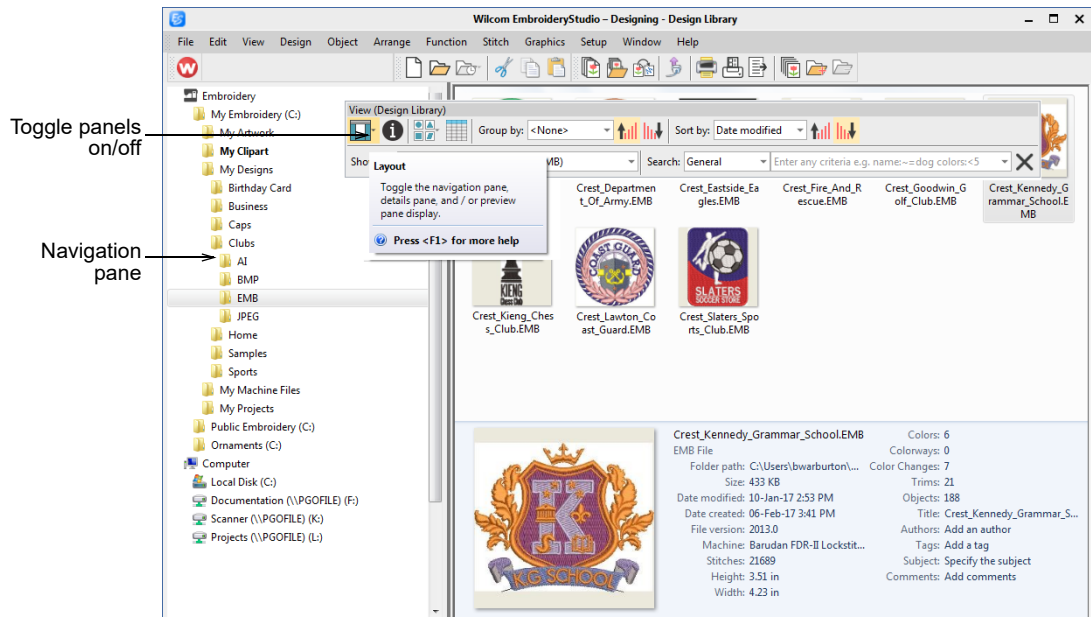 Wilcom EmbroideryStudio – Designing - Design Library
File Edit View Design Object Arrange Function Stitch Graphics Setup Window Help
Toggle panels
on/off
Navigation
pane
Embroidery
My Embroidery (C:)
My Artwork
My Clipart
My Designs
Birthday Card
Business
Caps
Clubs
AI
BMP
EMB
JPEG
Home
Samples
Sports
My Machine Files
My Projects
Public Embroidery (C:)
Ornaments (C:)
Computer
Local Disk (C:)
Documentation (\\PGOFILE) (F:)
Scanner (\\PGOFILE) (K:)
Projects (\\PGOFILE) (L:)
View (Design Library)
Group by: <None> Sort by: Date modified
MB) Search: General Enter any criteria e.g. name:~=dog colors:<5
Layout
Toggle the navigation pane,
details pane, and / or preview
pane display.
Press <F1> for more help
Crest_Departmen
t_Of_Army.EMB
Crest_Eastside_Ea
gles.EMB
Crest_Fire_And_R
escue.EMB
Crest_Goodwin_G
olf_Club.EMB
Crest_Kennedy_G
rammar_School.E
MB
KIENG
Chess Club
COAST GUARD
SLATERS
SOCCER STORE
Crest_Kieng_Ches
s_Club.EMB
Crest_Lawton_Co
ast_Guard.EMB
Crest_Slaters_Spo
rts_Club.EMB
K
K.G SCHOOL
Crest_Kennedy_Grammar_School.EMB
EMB File
Folder path: C:\Users\bwarburton\...
Size: 433 KB
Date modified: 10-Jan-17 2:53 PM
Date created: 06-Feb-17 3:41 PM
File version: 2013.0
Machine: Barudan FDR-II Lockstit...
Stitches: 21689
Height: 3.51 in
Width: 4.23 in
Colors: 6
Colorways: 0
Color Changes: 7
Trims: 21
Objects: 188
Title: Crest_Kennedy_Grammar_S...
Authors: Add an author
Tags: Add a tag
Subject: Specify the subject
Comments: Add comments